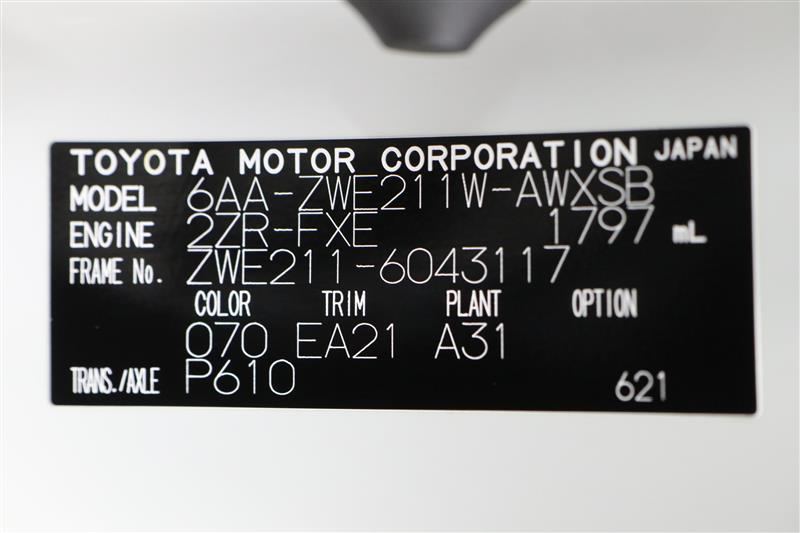 TOYOTA MOTOR CORPORATION JAPAN
MODEL 6AA-ZWE211W-AWXSB
ENGINE 2ZR-FXE 1797 mL
FRAME No. ZWE211-6043117
COLOR TRIM PLANT OPTION
070 EA21 A31
TRANS./AXLE P610 621